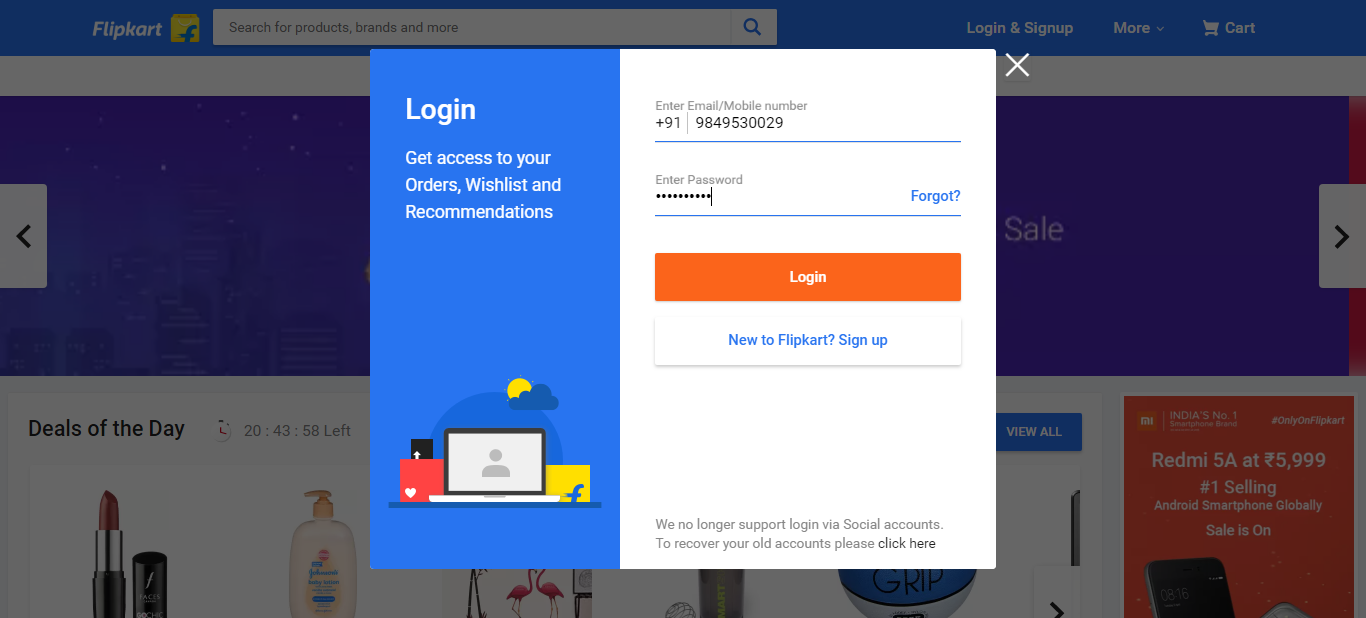 Flipkart
Search for products, brands and more
Login & Signup
More
Cart
Login
Get access to your
Orders, Wishlist and
Recommendations
Enter Email/Mobile number
+91 9849530029
Enter Password
••••••••••
Forgot?
Login
New to Flipkart? Sign up
We no longer support login via Social accounts.
To recover your old accounts please click here
Sale
Deals of the Day
20 : 43 : 58 Left
VIEW ALL
mi
INDIA'S No. 1
Smartphone Brand
#OnlyOnFlipkart
Redmi 5A at ₹5,999
#1 Selling
Android Smartphone Globally
Sale is On
08:16
FACES
Johnson's
baby lotion
MART
GRIP